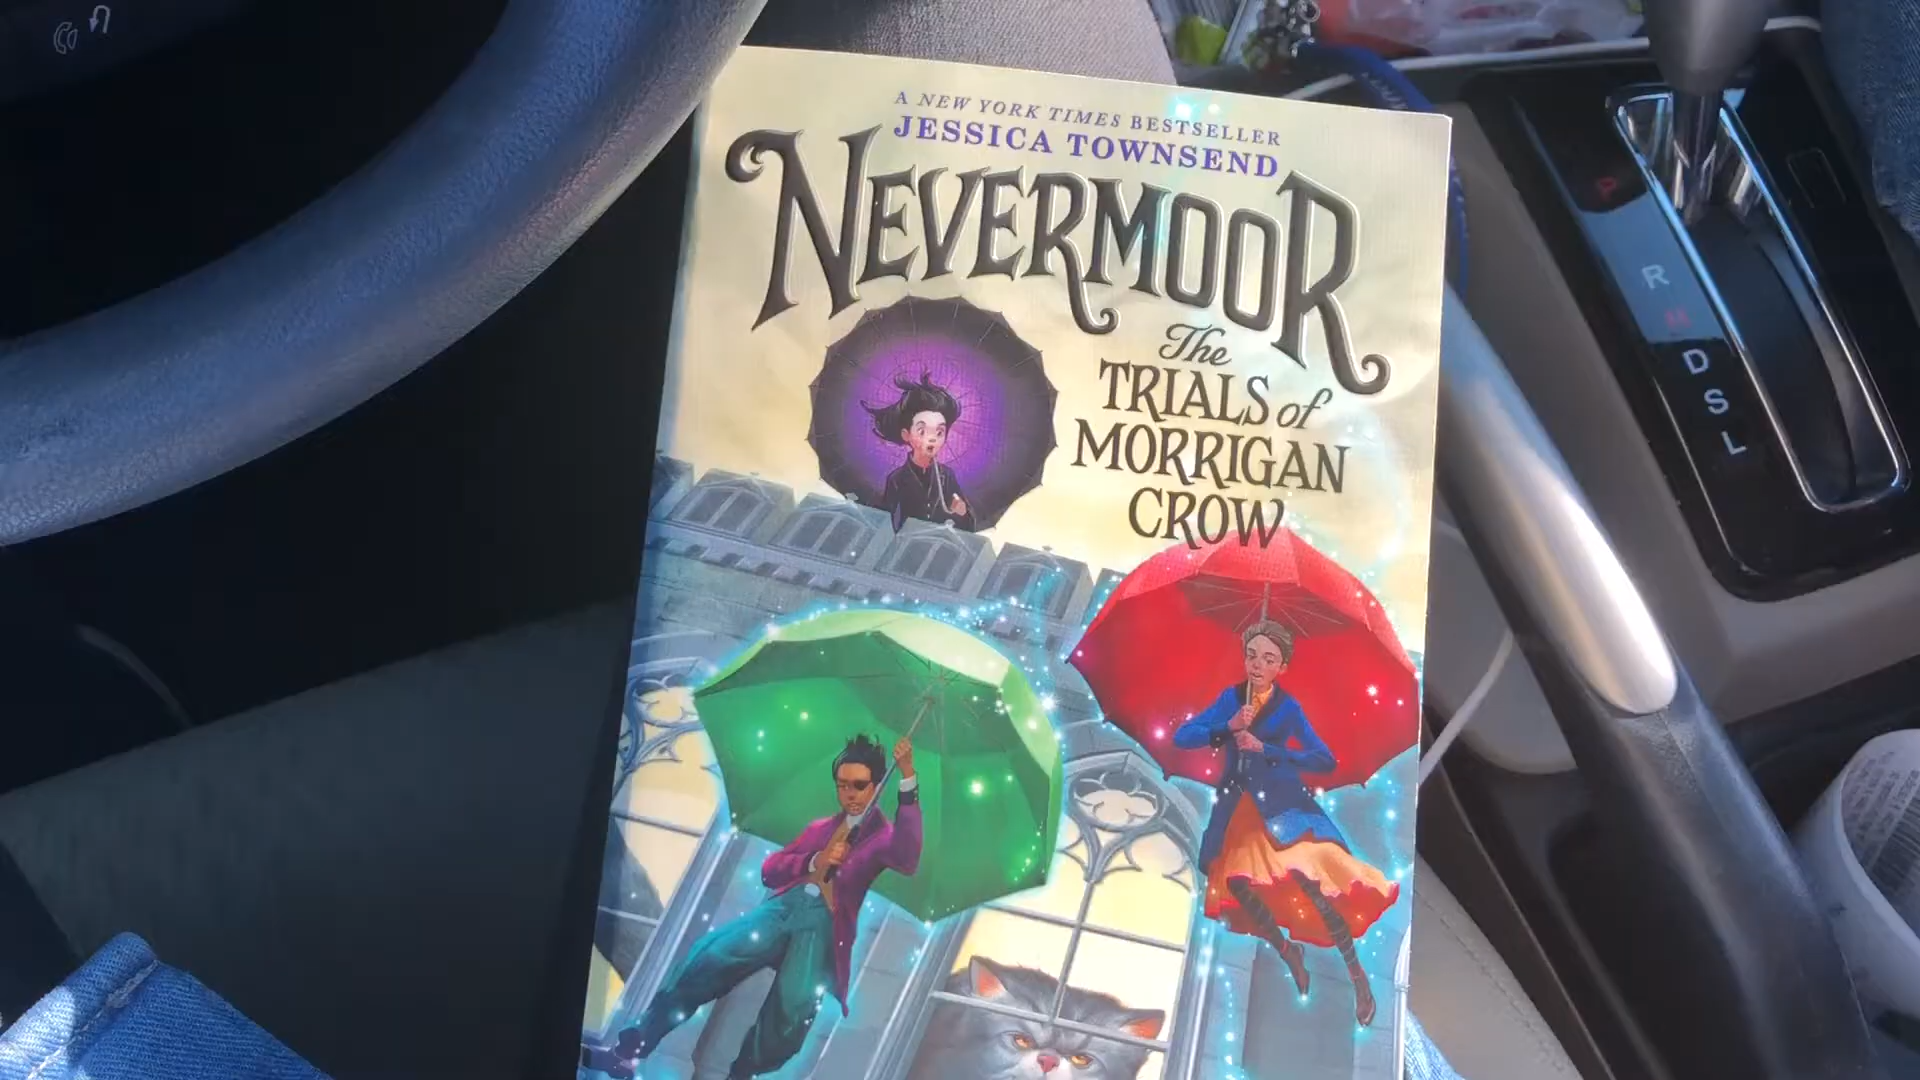 A NEW YORK TIMES BESTSELLER
JESSICA TOWNSEND
NEVERMOOR
The
TRIALS of
MORRIGAN
CROW
P
R
N
D
S
L